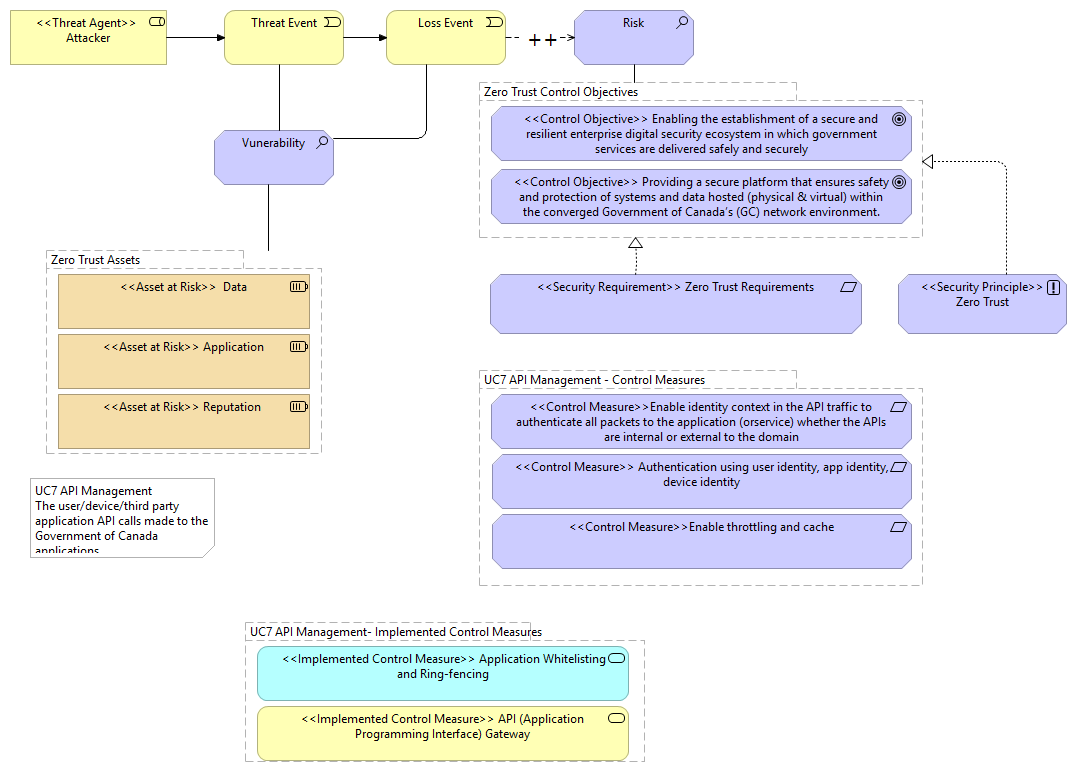 <<Threat Agent>>
Attacker
Threat Event
Loss Event
++
Risk
Zero Trust Control Objectives
<<Control Objective>> Enabling the establishment of a secure and
resilient enterprise digital security ecosystem in which government
services are delivered safely and securely
<<Control Objective>> Providing a secure platform that ensures safety
and protection of systems and data hosted (physical & virtual) within
the converged Government of Canada's (GC) network environment.
Vunerability
Zero Trust Assets
<<Asset at Risk>> Data
<<Asset at Risk>> Application
<<Asset at Risk>> Reputation
<<Security Requirement>> Zero Trust Requirements
<<Security Principle>>
Zero Trust
UC7 API Management - Control Measures
<<Control Measure>>Enable identity context in the API traffic to
authenticate all packets to the application (orservice) whether the APIs
are internal or external to the domain
<<Control Measure>> Authentication using user identity, app identity,
device identity
<<Control Measure>>Enable throttling and cache
UC7 API Management
The user/device/third party
application API calls made to the
Government of Canada
applications
UC7 API Management- Implemented Control Measures
<<Implemented Control Measure>> Application Whitelisting
and Ring-fencing
<<Implemented Control Measure>> API (Application
Programming Interface) Gateway